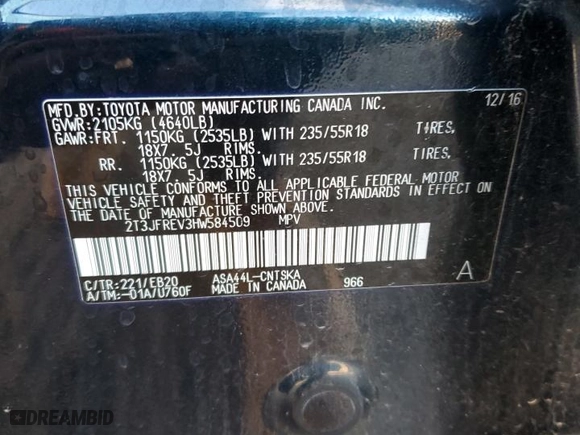 MFD.BY:TOYOTA MOTOR MANUFACTURING CANADA INC. 12/16
GVWR:2105KG (4640LB)
GAWR:FRT. 1150KG (2535LB) WITH 235/55R18 TIRES.
18X7.5J RIMS.
RR. 1150KG (2535LB) WITH 235/55R18 TIRES.
18X7.5J RIMS.
THIS VEHICLE CONFORMS TO ALL APPLICABLE FEDERAL MOTOR
VEHICLE SAFETY AND THEFT PREVENTION STANDARDS IN EFFECT ON
THE DATE OF MANUFACTURE SHOWN ABOVE.
2T3JFREV3HW584509 MPV
C/TR:221/EB20 ASA44L-CNTSKA A
A/TM:-01A/U760F MADE IN CANADA 966
DREAMBID